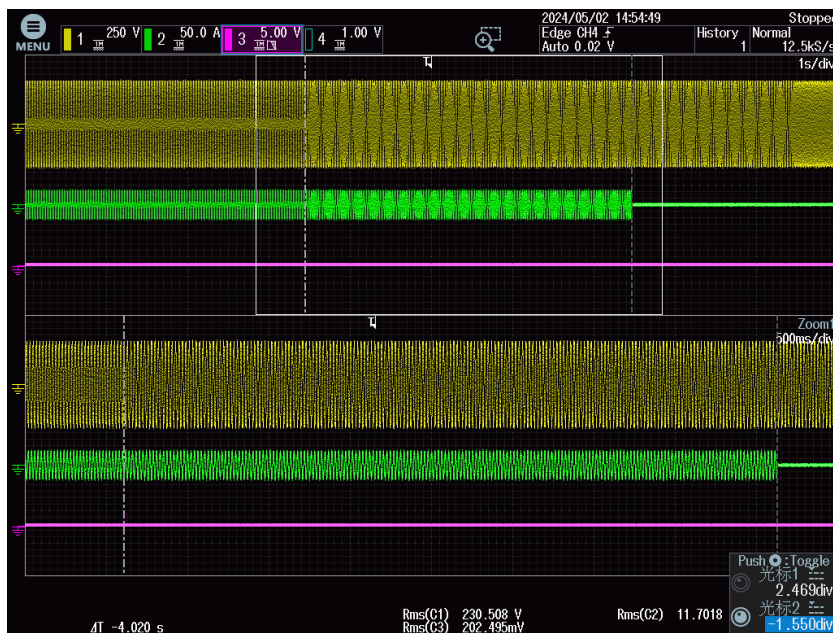 2024/05/02 14:54:49 Stopped
MENU 1 250 V 2 50.0 A 3 5.00 V 4 1.00 V Edge CH4 History Normal
Auto 0.02 V 1 12.5kS/s
1s/div
T
T
Zoom1
500ms/div
Push :Toggle
光标1
2.469div
光标2
-1.550div
ΔT -4.020 s
Rms(C1) 230.508 V Rms(C2) 11.7018
Rms(C3) 202.495mV